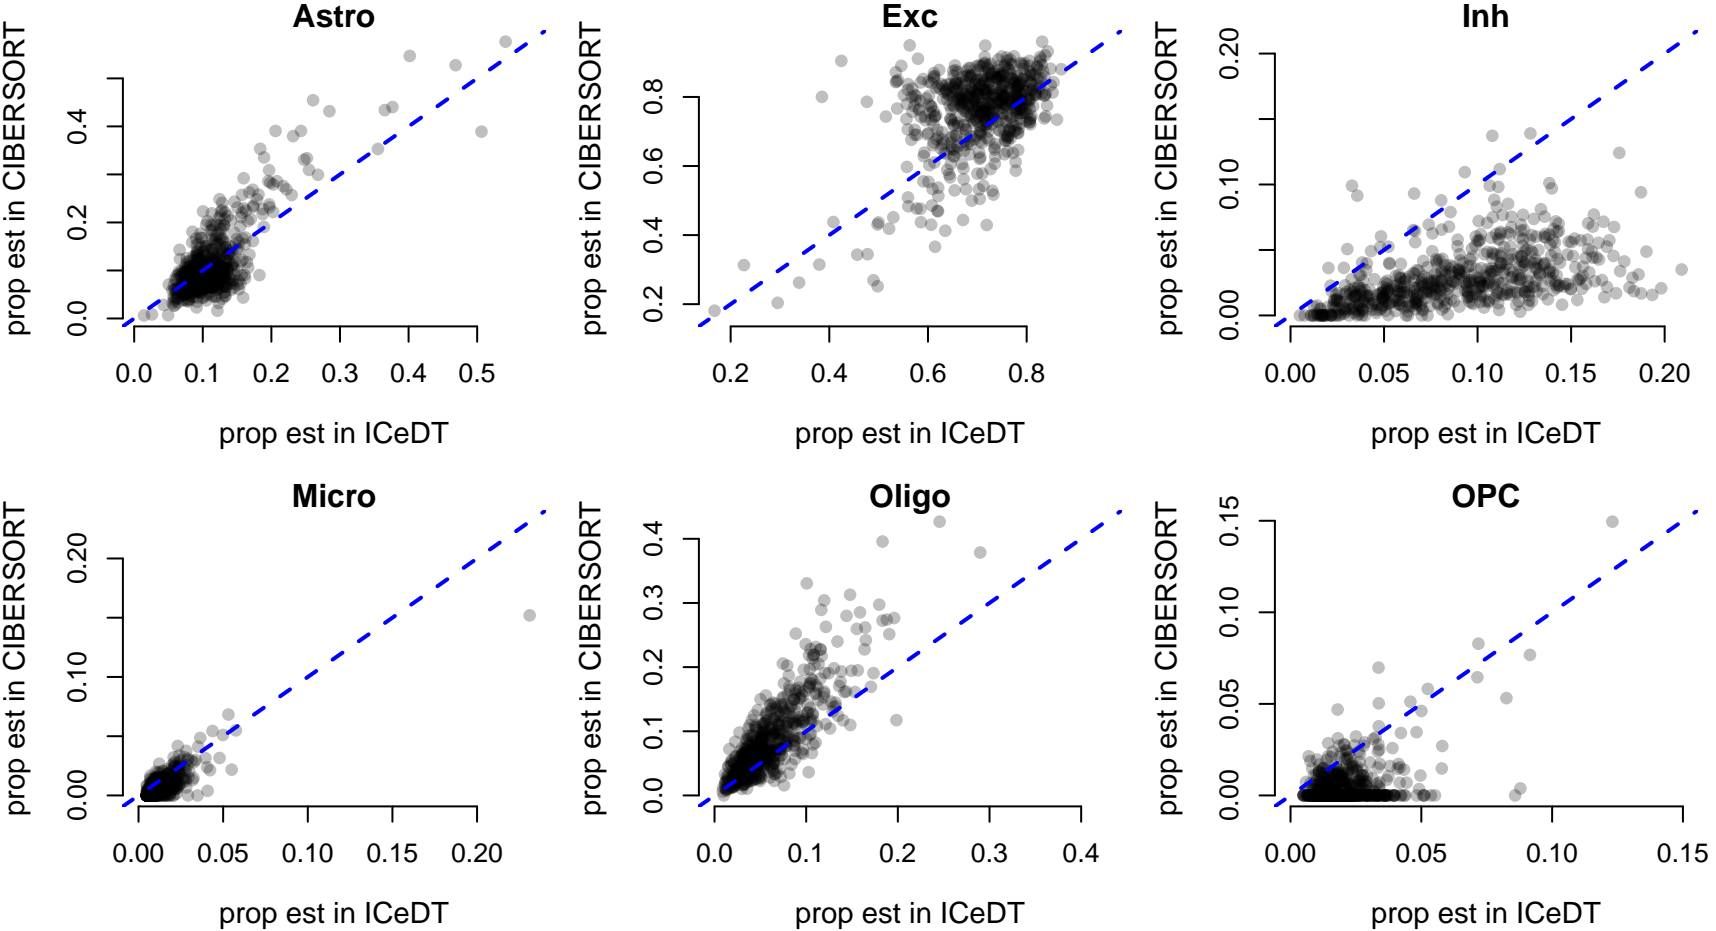 Astro
prop est in CIBERSORT
0.0 0.2 0.4
0.0 0.1 0.2 0.3 0.4 0.5
prop est in ICeDT
Exc
prop est in CIBERSORT
0.2 0.4 0.6 0.8
0.2 0.4 0.6 0.8
prop est in ICeDT
Inh
prop est in CIBERSORT
0.00 0.10 0.20
0.00 0.05 0.10 0.15 0.20
prop est in ICeDT
Micro
prop est in CIBERSORT
0.00 0.10 0.20
0.00 0.05 0.10 0.15 0.20
prop est in ICeDT
Oligo
prop est in CIBERSORT
0.0 0.1 0.2 0.3 0.4
0.0 0.1 0.2 0.3 0.4
prop est in ICeDT
OPC
prop est in CIBERSORT
0.00 0.05 0.10 0.15
0.00 0.05 0.10 0.15
prop est in ICeDT